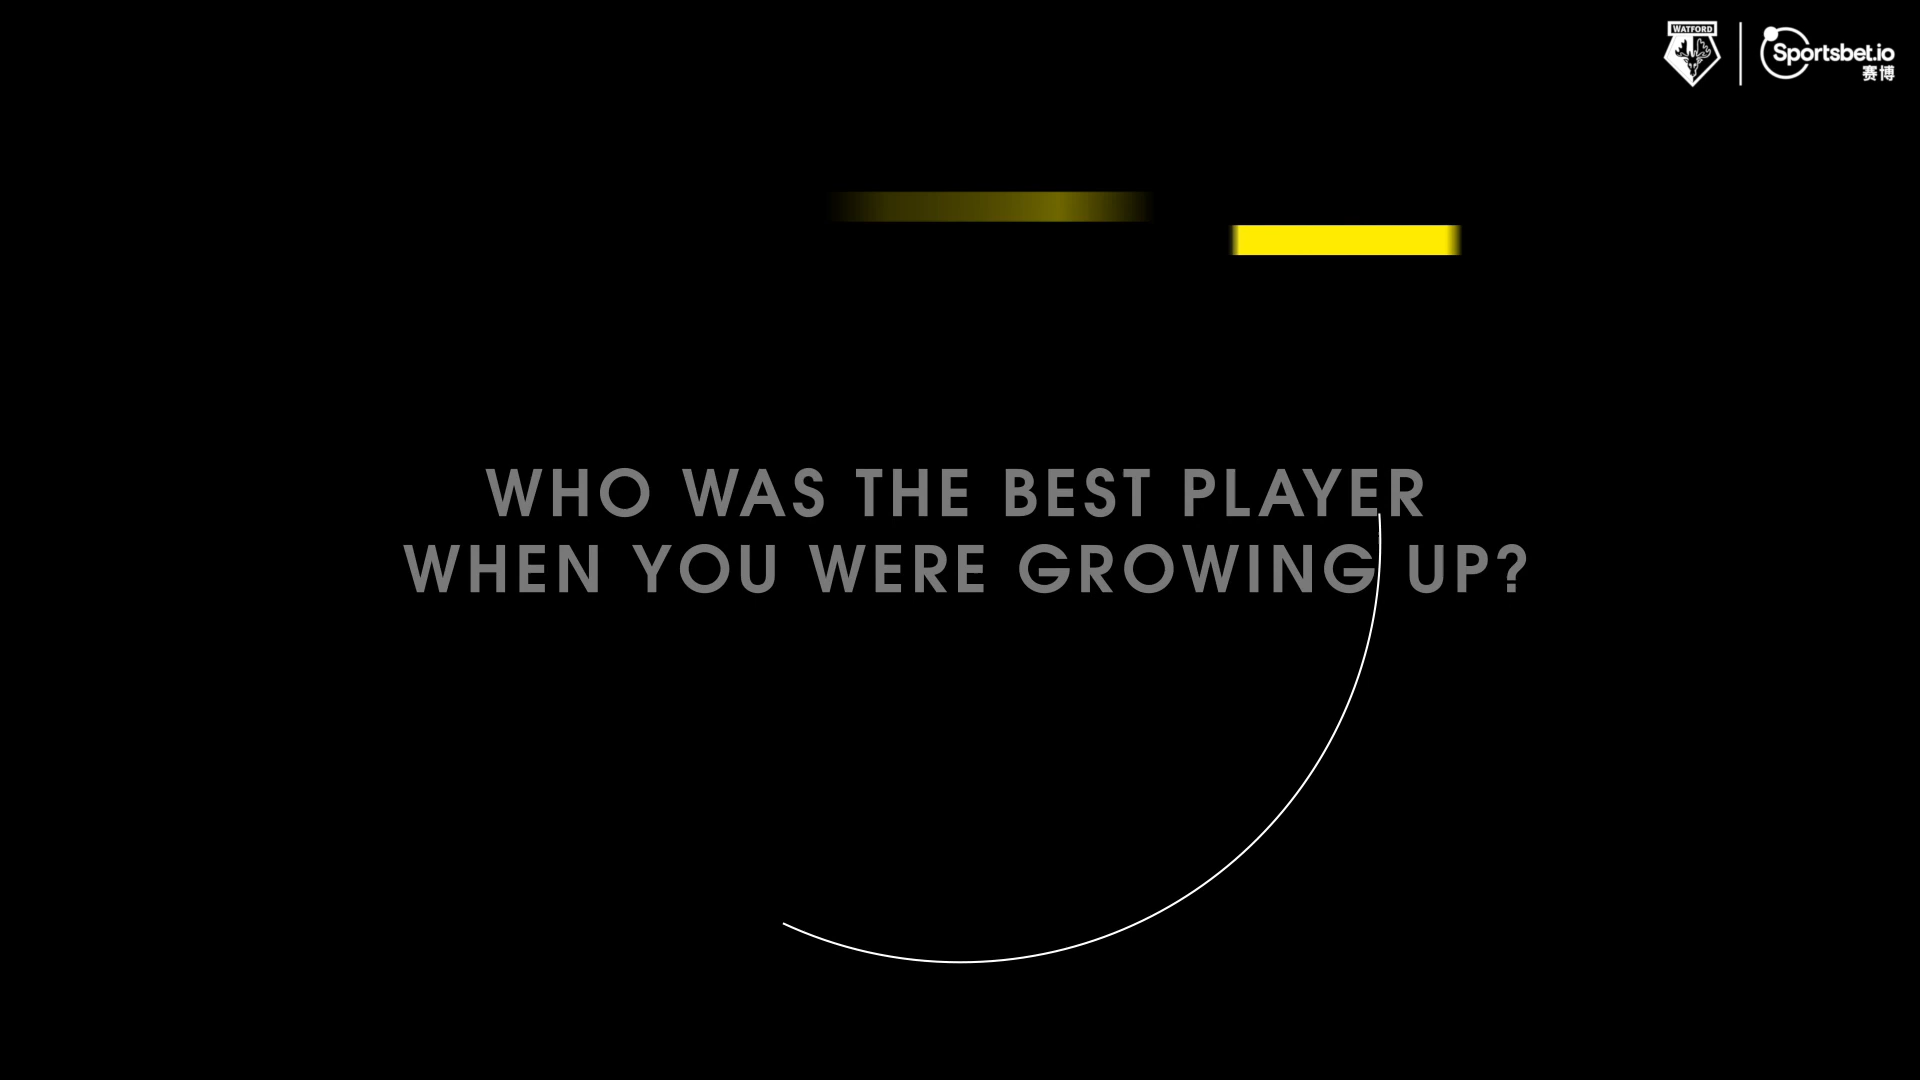 WATFORD
Sportsbet.io
赛博
WHO WAS THE BEST PLAYER
WHEN YOU WERE GROWING UP?